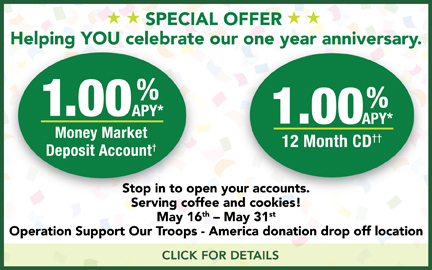 ★ ★ SPECIAL OFFER ★ ★
Helping YOU celebrate our one year anniversary.
1.00% APY*
Money Market
Deposit Account†
1.00% APY*
12 Month CD††
Stop in to open your accounts.
Serving coffee and cookies!
May 16th – May 31st
Operation Support Our Troops - America donation drop off location
CLICK FOR DETAILS